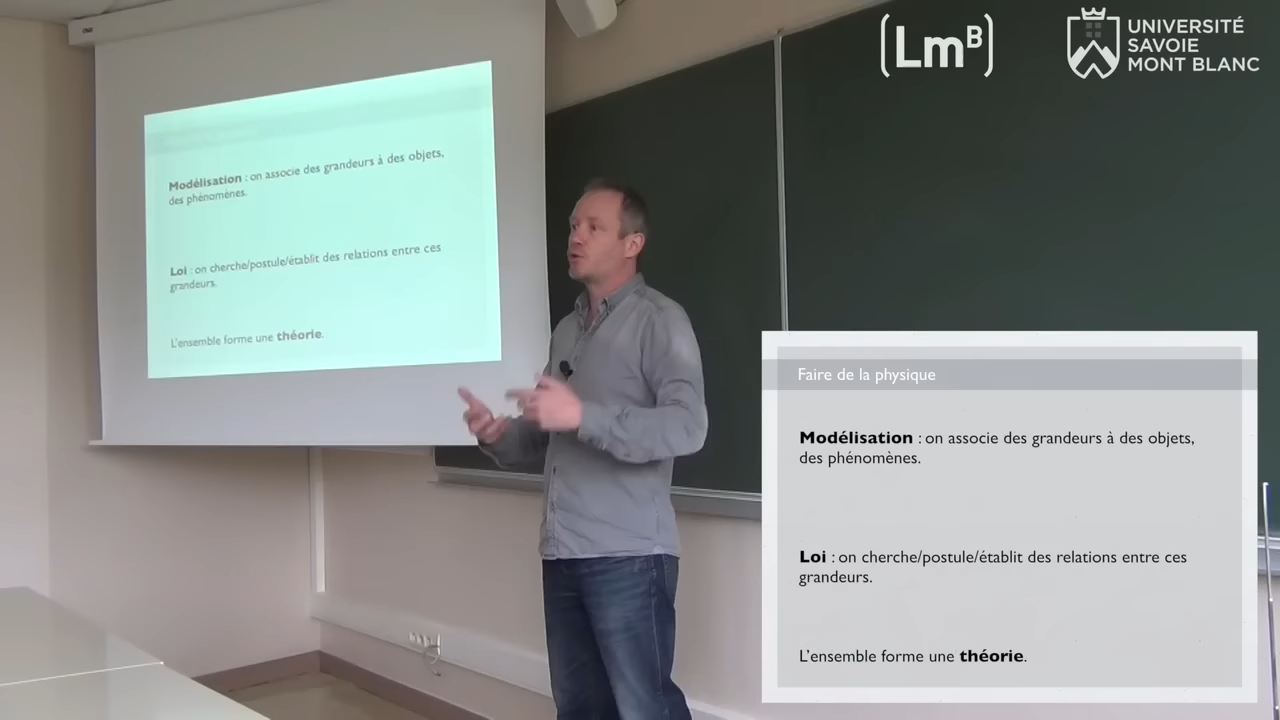 Modélisation : on associe des grandeurs à des objets,
des phénomènes.
Loi : on cherche/postule/établit des relations entre ces
grandeurs.
L'ensemble forme une théorie.
(LmB)
UNIVERSITÉ
SAVOIE
MONT BLANC
Faire de la physique
Modélisation : on associe des grandeurs à des objets,
des phénomènes.
Loi : on cherche/postule/établit des relations entre ces
grandeurs.
L'ensemble forme une théorie.